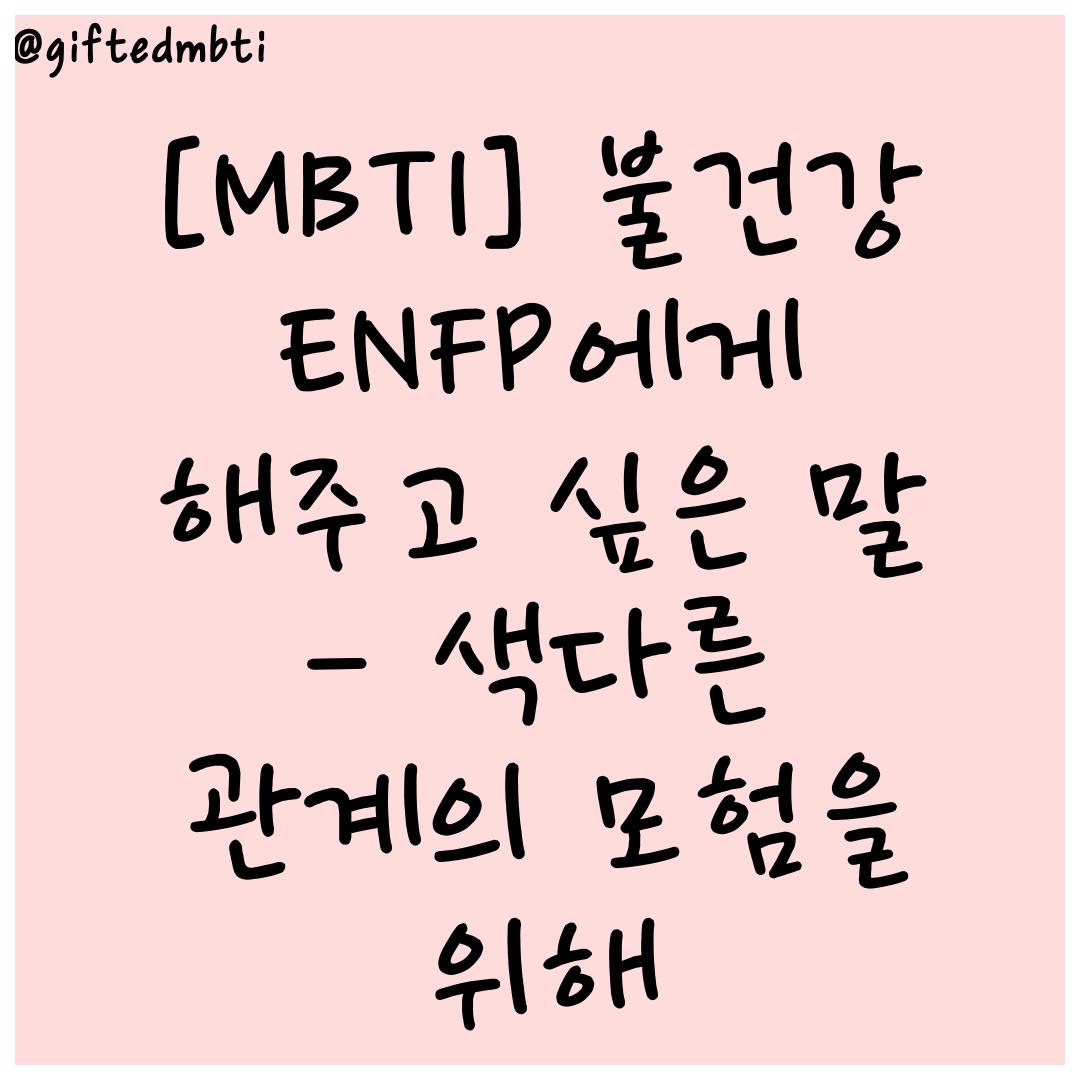 @giftedmbti
[MBTI] 불건강
ENFP에게
해주고 싶은 말
- 색다른
관계의 모험을
위해